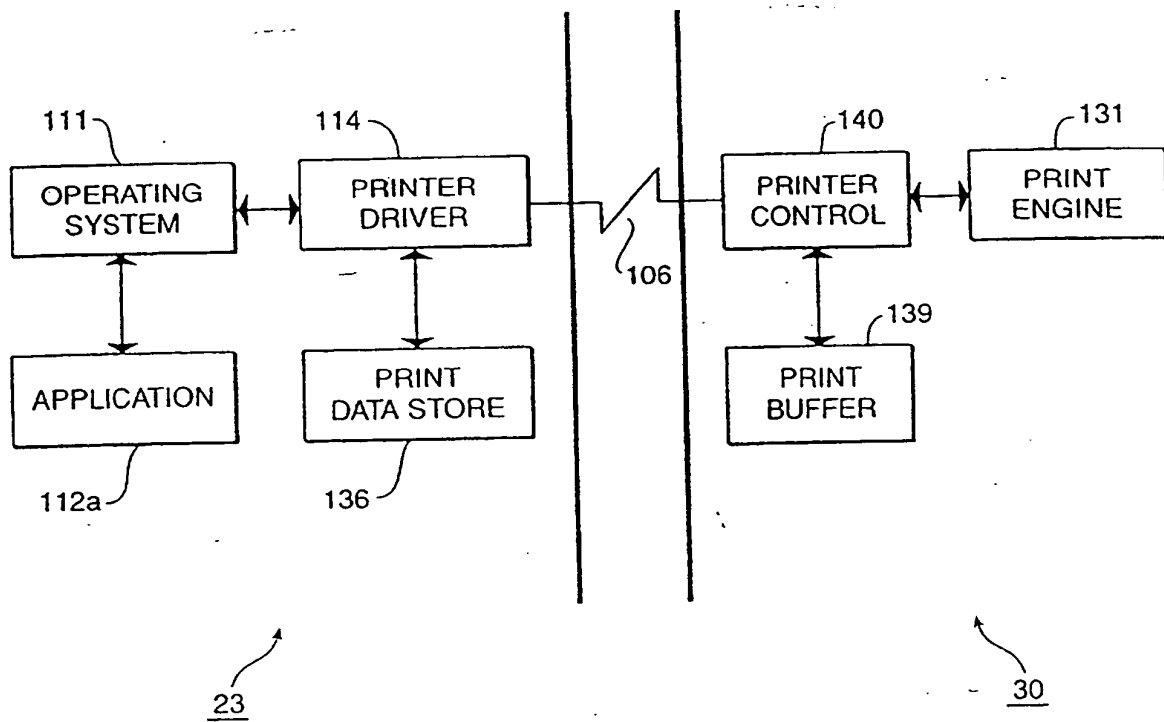 111
114
140
131
OPERATING
SYSTEM
PRINTER
DRIVER
PRINTER
CONTROL
PRINT
ENGINE
106
139
APPLICATION
PRINT
DATA STORE
PRINT
BUFFER
112a
136
23
30